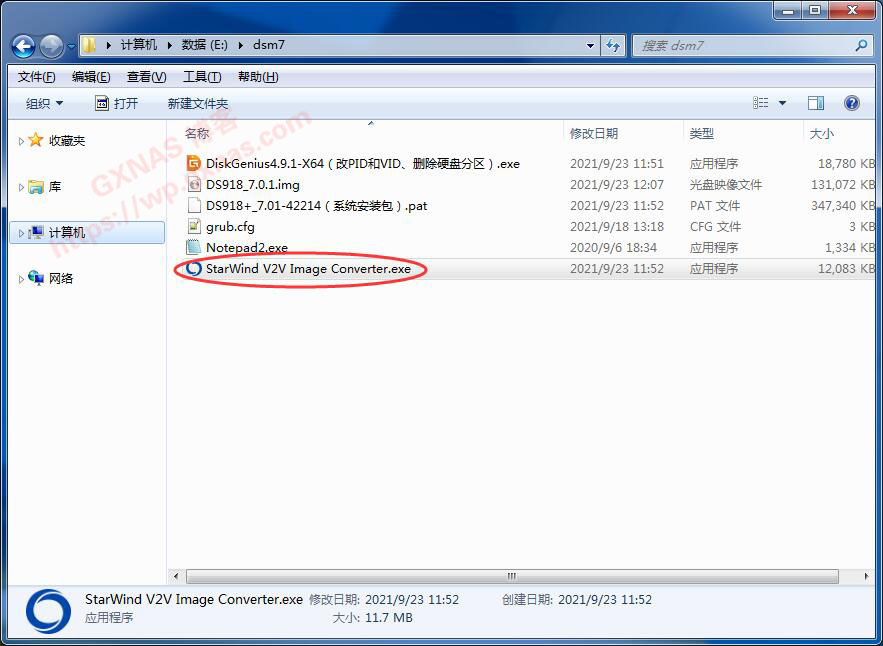 计算机 数据 (E:) dsm7 搜索 dsm7
文件(F) 编辑(E) 查看(V) 工具(T) 帮助(H)
组织 打开 新建文件夹
名称 修改日期 类型 大小
收藏夹
库
计算机
网络
DiskGenius4.9.1-X64（改PID和VID、删除硬盘分区）.exe 2021/9/23 11:51 应用程序 18,780 KB
DS918_7.0.1.img 2021/9/23 12:07 光盘映像文件 131,072 KB
DS918+_7.01-42214（系统安装包）.pat 2021/9/23 11:52 PAT 文件 347,340 KB
grub.cfg 2021/9/18 13:18 CFG 文件 3 KB
Notepad2.exe 2020/9/6 18:34 应用程序 1,334 KB
StarWind V2V Image Converter.exe 2021/9/23 11:52 应用程序 12,083 KB
GXNAS 博客
https://wp.gxnas.com
StarWind V2V Image Converter.exe 修改日期: 2021/9/23 11:52 创建日期: 2021/9/23 11:52
应用程序 大小: 11.7 MB